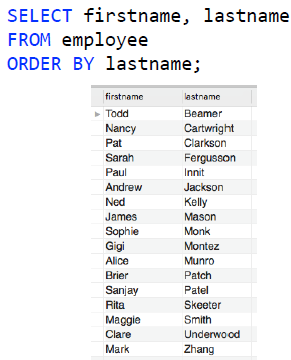 SELECT firstname, lastname
FROM employee
ORDER BY lastname;
firstname lastname
Todd Beamer
Nancy Cartwright
Pat Clarkson
Sarah Fergusson
Paul Innit
Andrew Jackson
Ned Kelly
James Mason
Sophie Monk
Gigi Montez
Alice Munro
Brier Patch
Sanjay Patel
Rita Skeeter
Maggie Smith
Clare Underwood
Mark Zhang